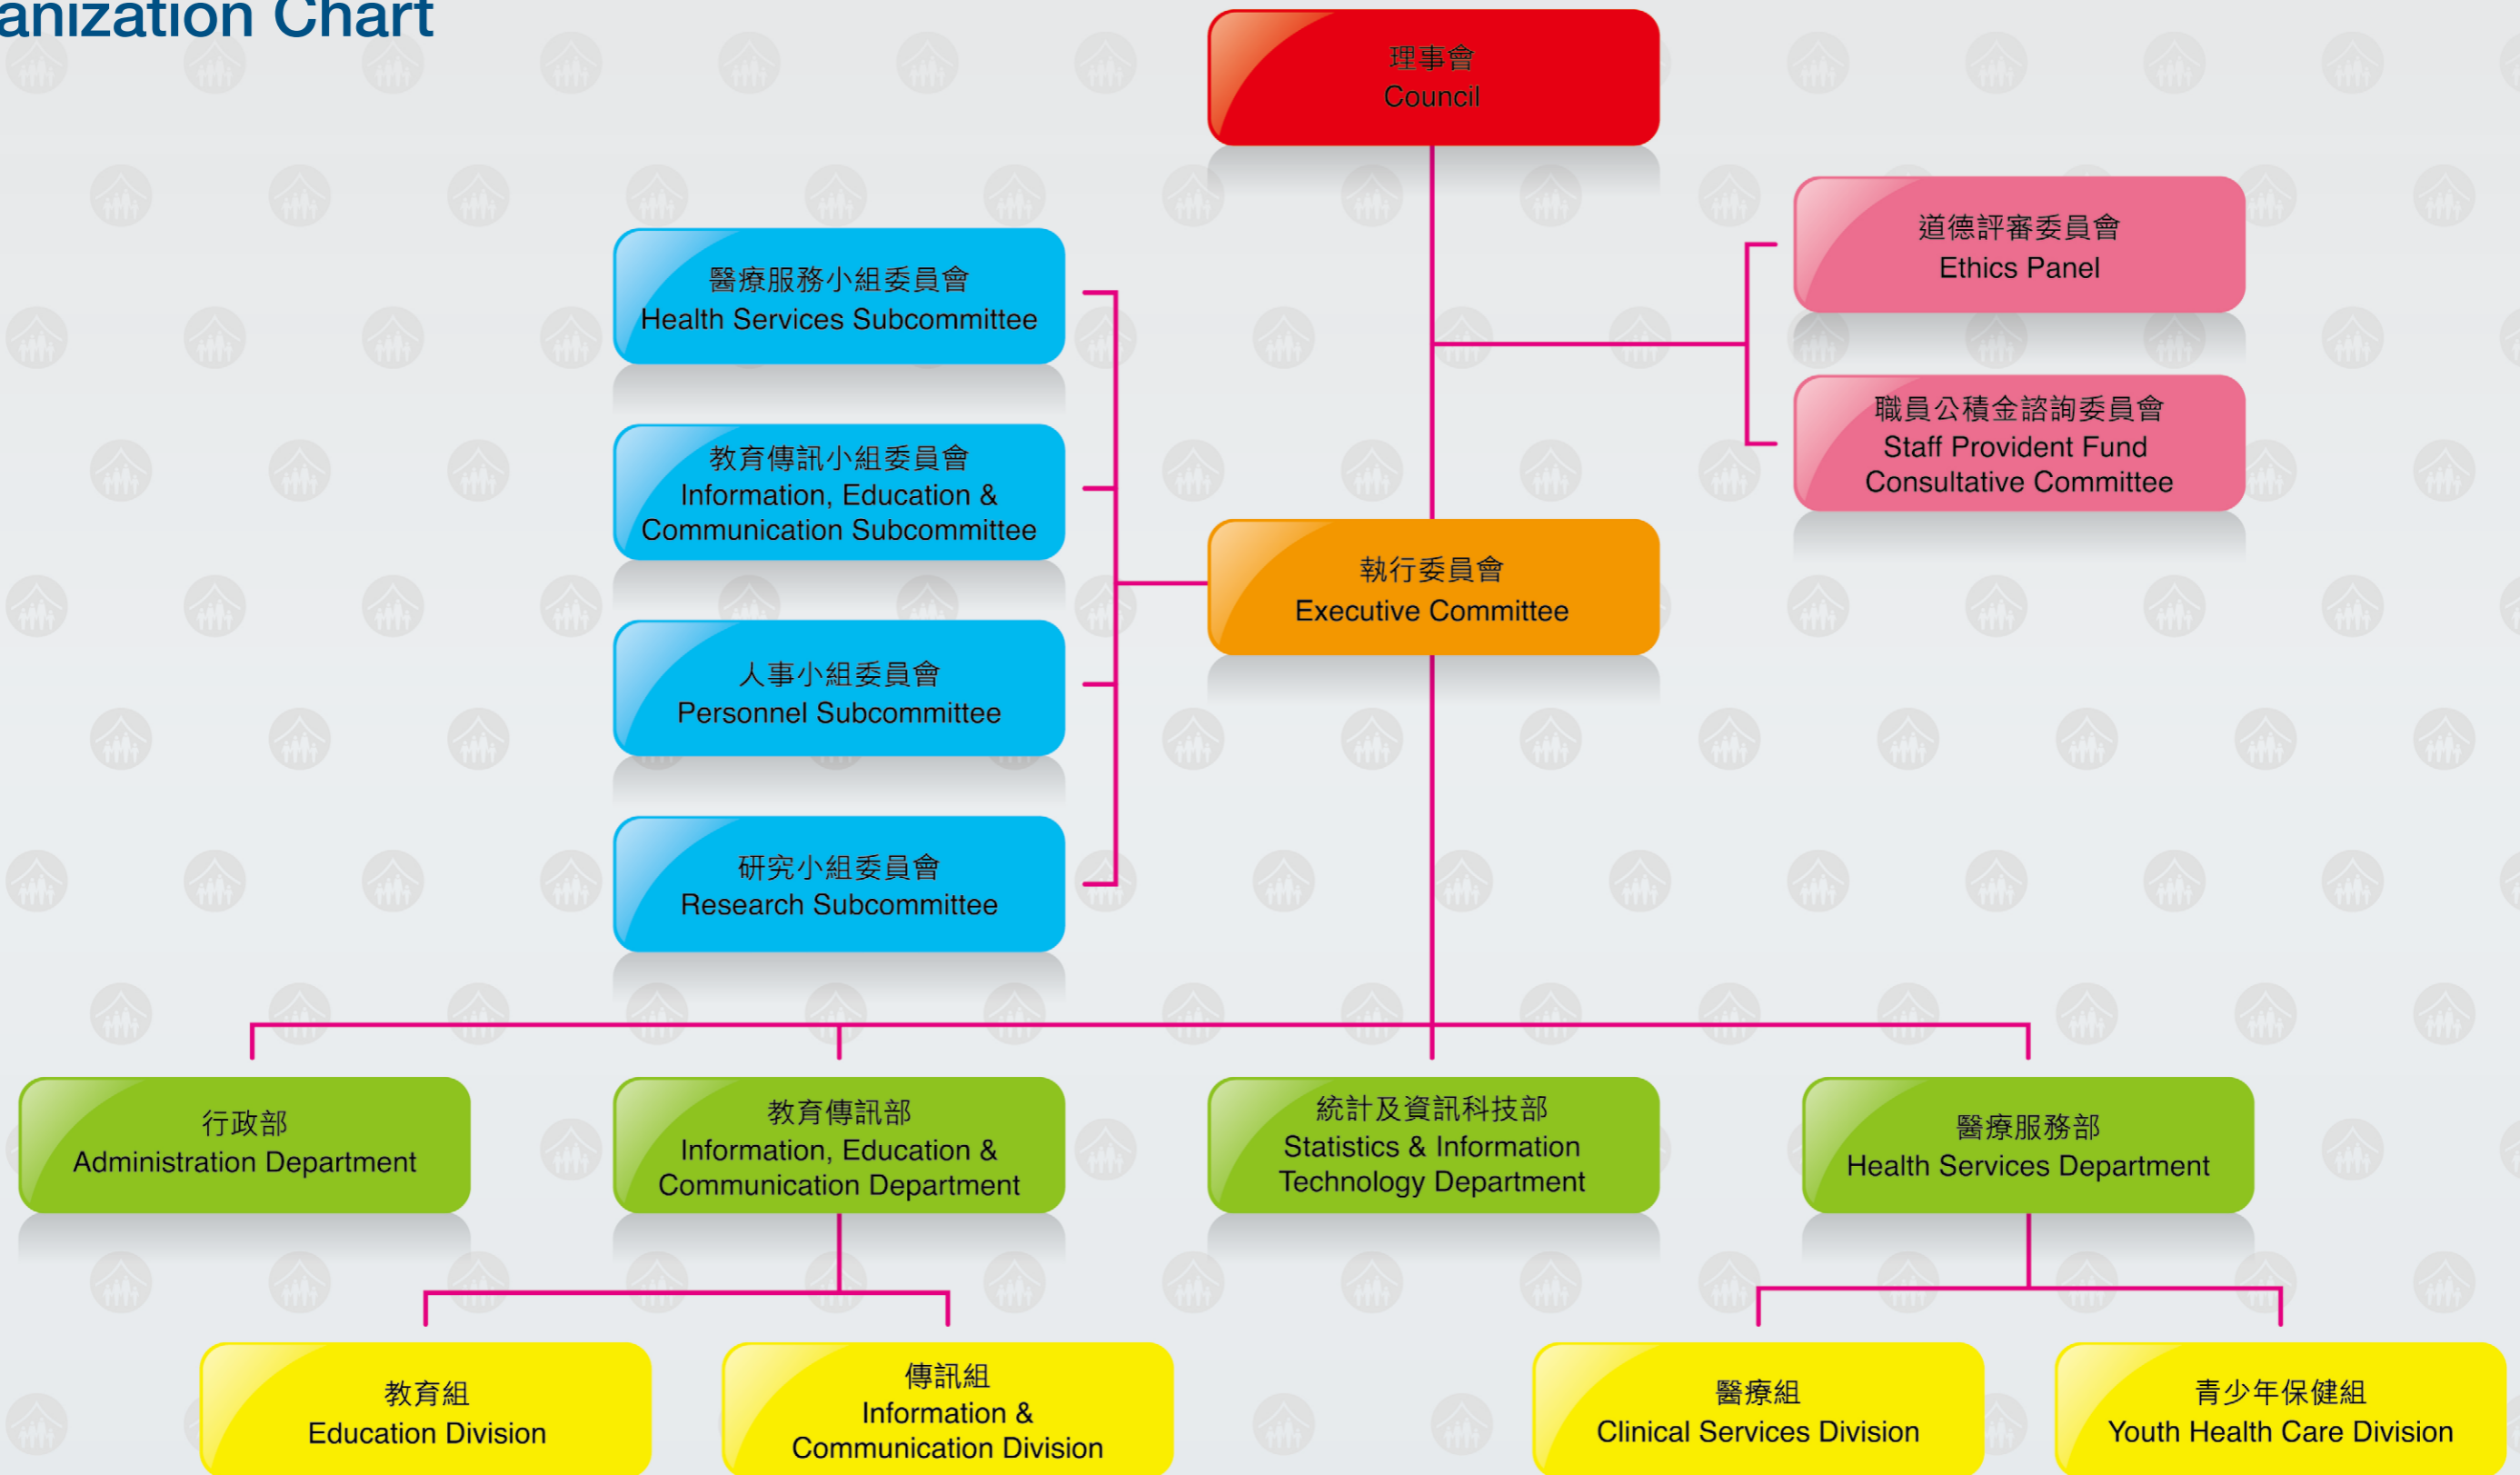 anization Chart
理事會
Council
道德評審委員會
Ethics Panel
職員公積金諮詢委員會
Staff Provident Fund
Consultative Committee
醫療服務小組委員會
Health Services Subcommittee
教育傳訊小組委員會
Information, Education &
Communication Subcommittee
人事小組委員會
Personnel Subcommittee
研究小組委員會
Research Subcommittee
執行委員會
Executive Committee
行政部
Administration Department
教育傳訊部
Information, Education &
Communication Department
統計及資訊科技部
Statistics & Information
Technology Department
醫療服務部
Health Services Department
教育組
Education Division
傳訊組
Information &
Communication Division
醫療組
Clinical Services Division
青少年保健組
Youth Health Care Division